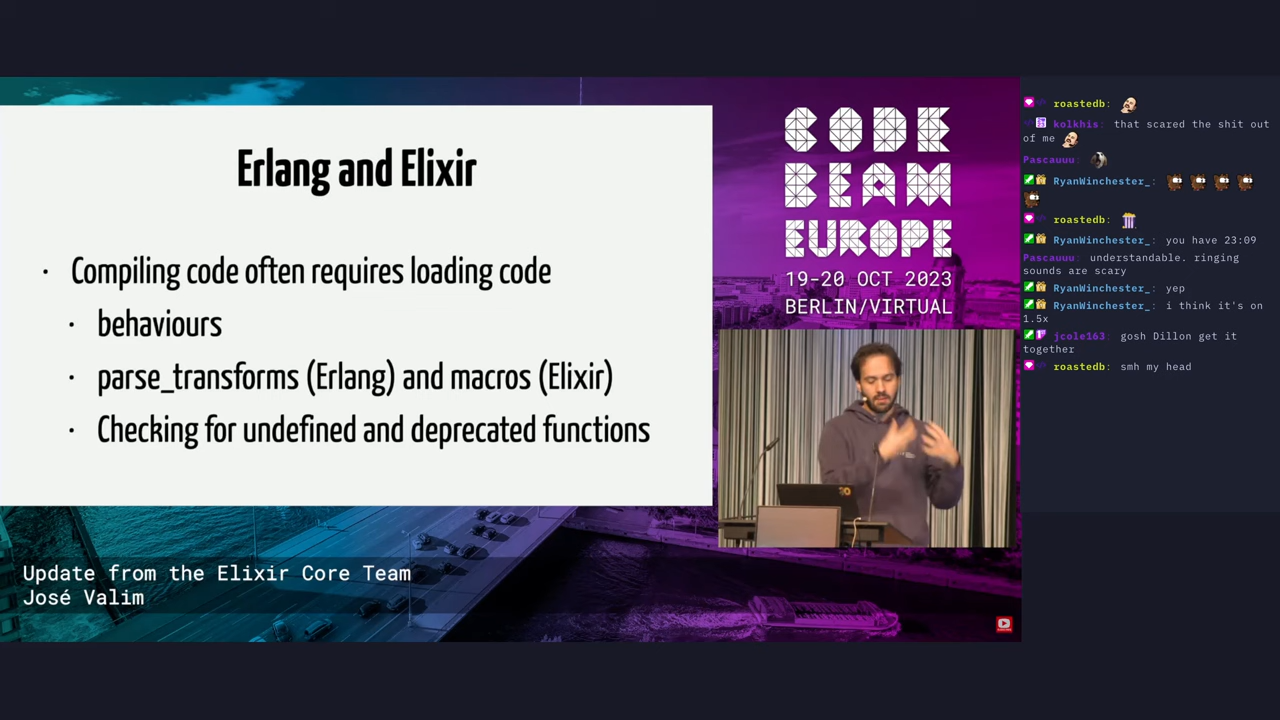 Erlang and Elixir
· Compiling code often requires loading code
· behaviours
· parse_transforms (Erlang) and macros (Elixir)
· Checking for undefined and deprecated functions
CODE
BEAM
EUROPE
19-20 OCT 2023
BERLIN/VIRTUAL
Update from the Elixir Core Team
José Valim
roastedb:
kolkhis: that scared the shit out
of me
Pascauuu:
RyanWinchester_:
roastedb:
RyanWinchester_: you have 23:09
Pascauuu: understandable. ringing
sounds are scary
RyanWinchester_: yep
RyanWinchester_: i think it's on
1.5x
jcole163: gosh Dillon get it
together
roastedb: smh my head